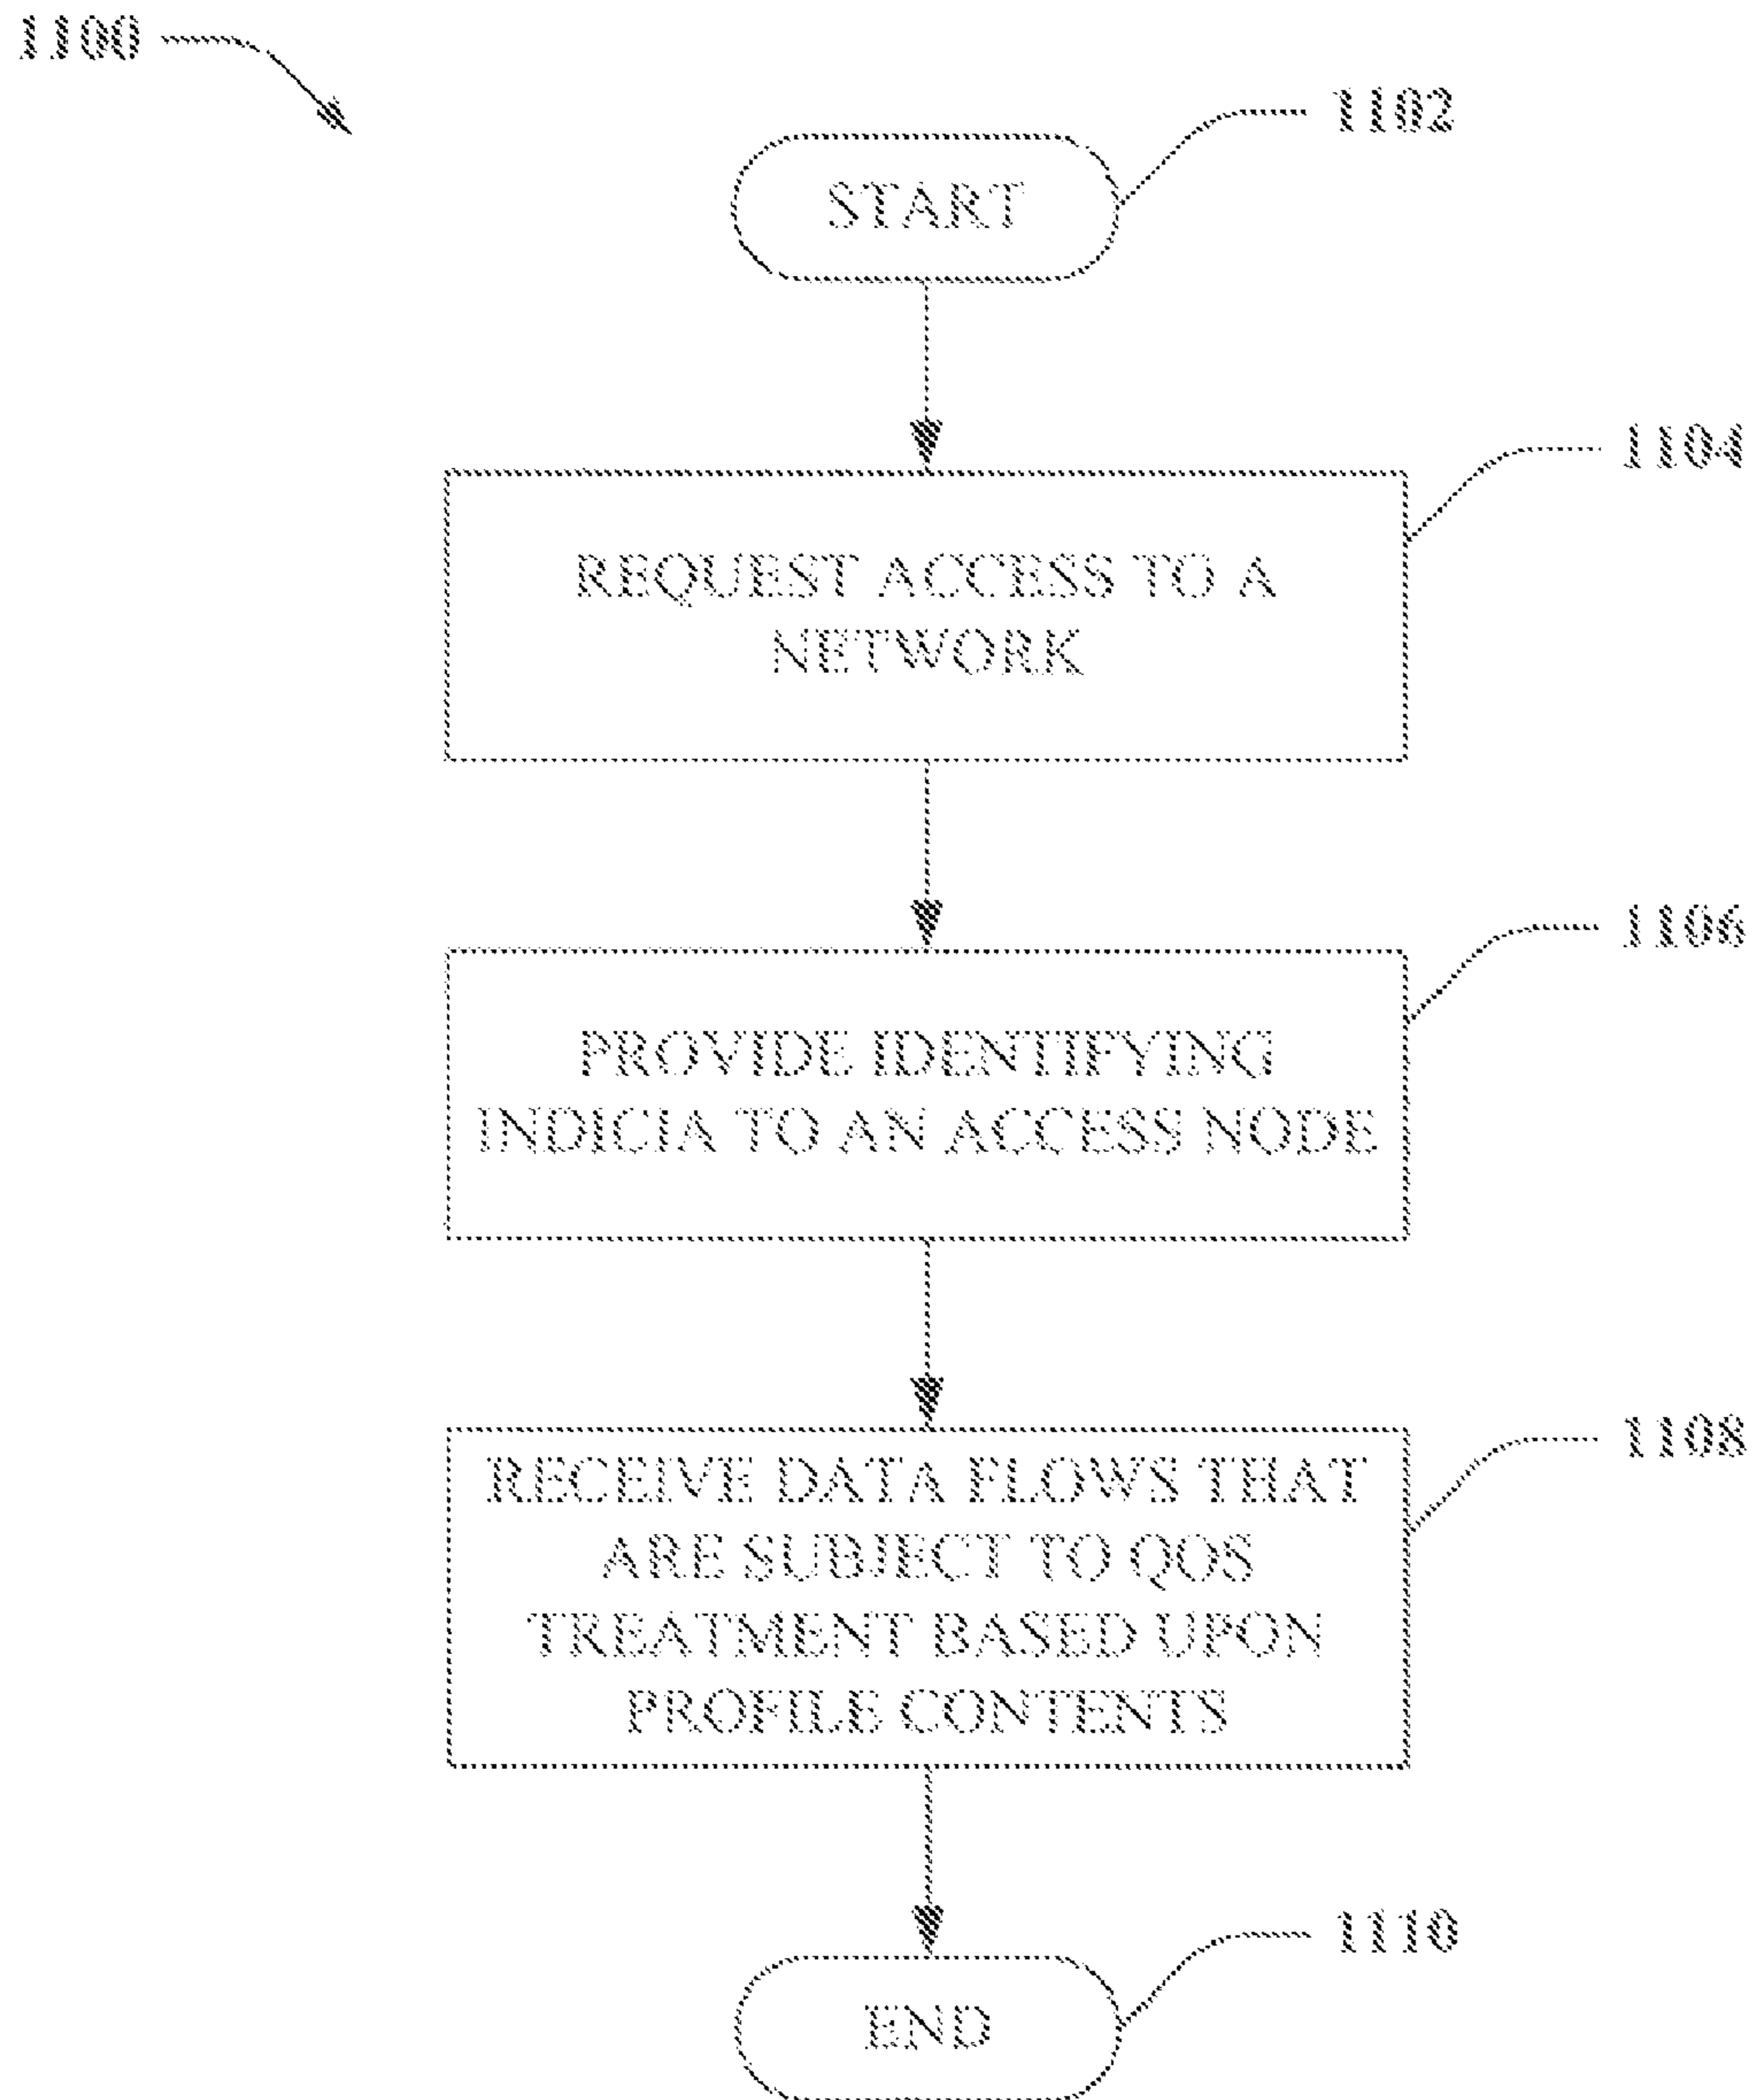 1100
1102
START
1104
REQUEST ACCESS TO A
NETWORK
1106
PROVIDE IDENTIFYING
INDICIA TO AN ACCESS NODE
1108
RECEIVE DATA FLOWS THAT
ARE SUBJECT TO QOS
TREATMENT BASED UPON
PROFILE CONTENTS
1110
END